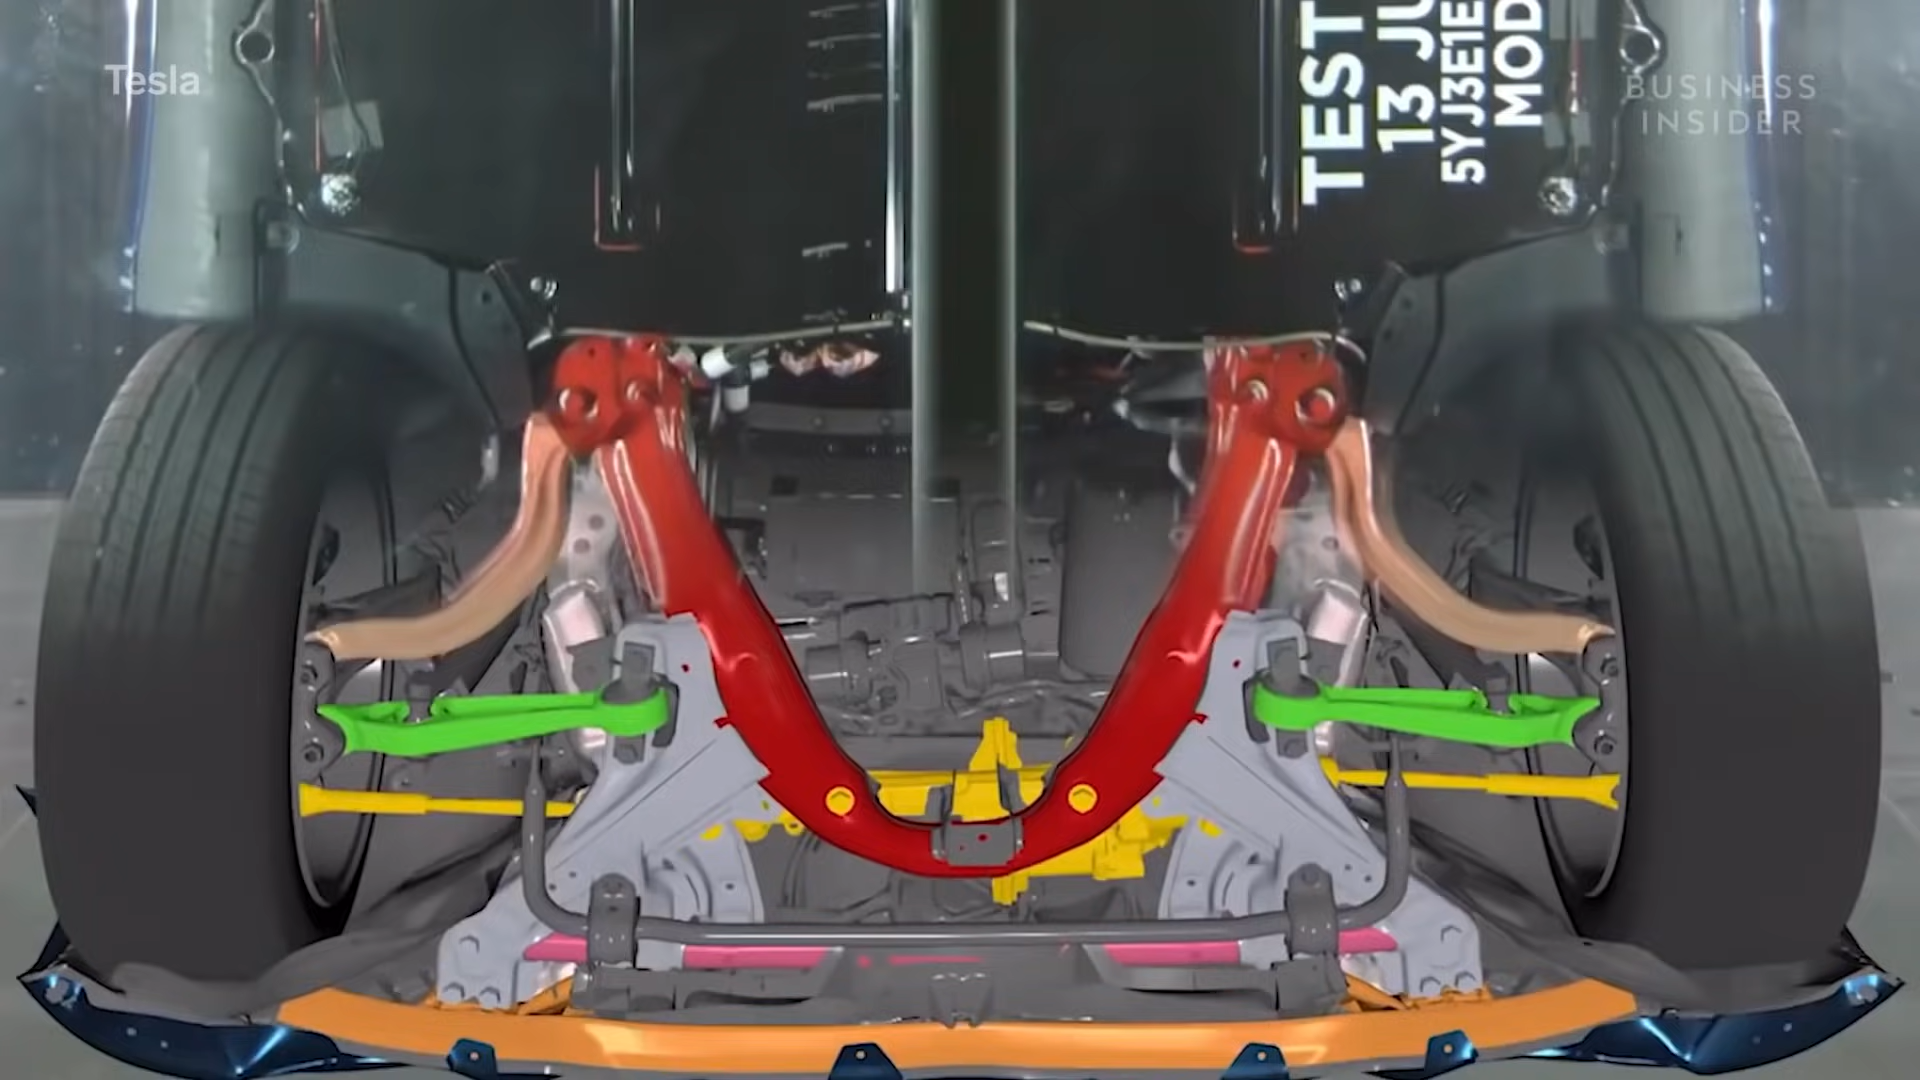 Tesla
BUSINESS
INSIDER
TEST
13 JU
5YJ3E1E
MOD